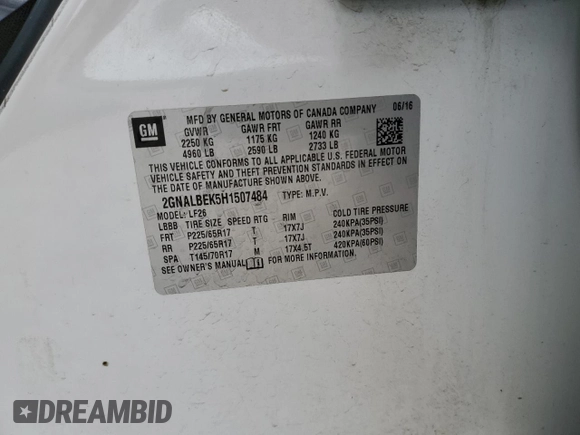 MFD BY GENERAL MOTORS OF CANADA COMPANY 06/16
GM
GVWR GAWR FRT GAWR RR
2250 KG 1175 KG 1240 KG
4960 LB 2590 LB 2733 LB
THIS VEHICLE CONFORMS TO ALL APPLICABLE U.S. FEDERAL MOTOR
VEHICLE SAFETY AND THEFT PREVENTION STANDARDS IN EFFECT ON
THE DATE OF MANUFACTURE SHOWN ABOVE.
2GNALBEK5H1507484 TYPE: M.P.V.
MODEL: LF26
LBBB TIRE SIZE SPEED RTG RIM COLD TIRE PRESSURE
FRT P225/65R17 T 17X7J 240KPA(35PSI)
RR P225/65R17 T 17X7J 240KPA(35PSI)
SPA T145/70R17 M 17X4.5T 420KPA(60PSI)
SEE OWNER'S MANUAL FOR MORE INFORMATION.
DREAMBID